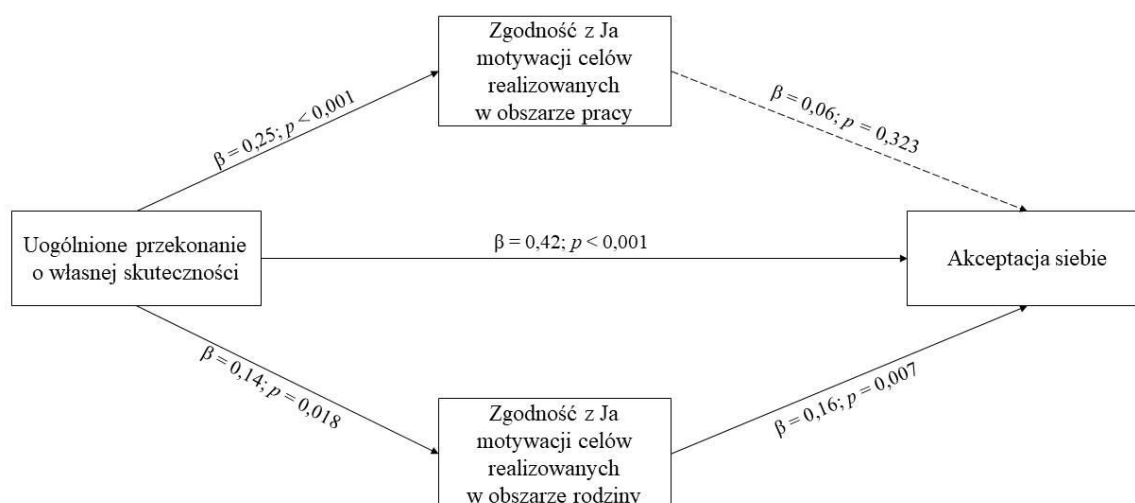 Zgodność z Ja
motywacji celów
realizowanych
w obszarze pracy
β = 0,25; p < 0,001
β = 0,06; p = 0,323
Uogólnione przekonanie
o własnej skuteczności
β = 0,42; p < 0,001
Akceptacja siebie
β = 0,14; p = 0,018
β = 0,16; p = 0,007
Zgodność z Ja
motywacji celów
realizowanych
w obszarze rodziny